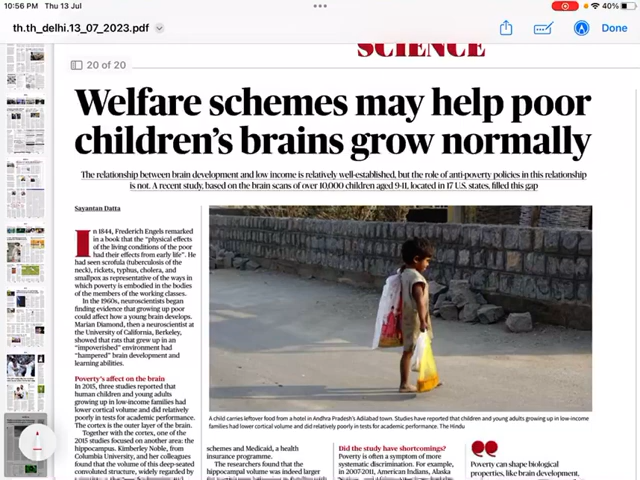 10:56 PM Thu 13 Jul
40%
th.th_delhi.13_07_2023.pdf
Done
SCIENCE
20 of 20
Welfare schemes may help poor
children's brains grow normally
The relationship between brain development and low income is relatively well-established, but the role of anti-poverty policies in this relationship
is not. A recent study, based on the brain scans of over 10,000 children aged 9-11, located in 17 U.S. states, filled this gap
Sayantan Datta
In 1844, Frederich Engels remarked
in a book that the "physical effects
of the living conditions of the poor
had their effects from early life". He
had seen scrofula (tuberculosis of the
neck), rickets, typhus, cholera, and
smallpox as representative of the ways in
which poverty is embodied in the bodies
of the members of the working classes.
In the 1960s, neuroscientists began
finding evidence that growing up poor
could affect how a young brain develops.
Marian Diamond, then a neuroscientist at
the University of California, Berkeley,
showed that rats that grew up in an
"impoverished" environment had
"hampered" brain development and
learning abilities.
Poverty's affect on the brain
In 2015, three studies reported that
human children and young adults
growing up in low-income families had
lower cortical volume and did relatively
poorly in tests for academic performance.
The cortex is the outer layer of the brain.
Together with the cortex, one of the
2015 studies focused on another area: the
hippocampus. Kimberley Noble, from
Columbia University, and her colleagues
found that the volume of this deep-seated
convoluted structure, widely regarded by
A child carries leftover food from a hotel in Andhra Pradesh's Adilabad town. Studies have reported that children and young adults growing up in low-income
families had lower cortical volume and did relatively poorly in tests for academic performance. The Hindu
schemes and Medicaid, a health
insurance programme.
The researchers found that the
hippocampal volume was indeed larger
Did the study have shortcomings?
Poverty is often a symptom of more
systematic discrimination. For example,
in 2007-2011, American Indians, Alaska
Poverty can shape biological
properties, like brain development,